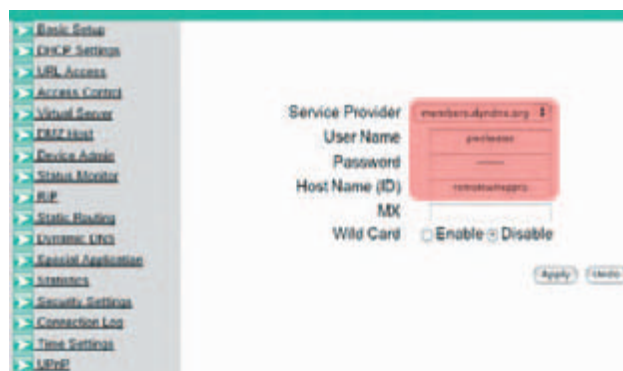 Basic Setup
DHCP Settings
URL Access
Access Control
Virtual Server
DMZ Host
Device Admin
Status Monitor
RIP
Static Routing
Dynamic DNS
Special Application
Statistics
Security Settings
Connection Log
Time Settings
UPnP
Service Provider members.dyndns.org
User Name
Password
Host Name (ID)
MX
Wild Card Enable Disable
Apply Undo